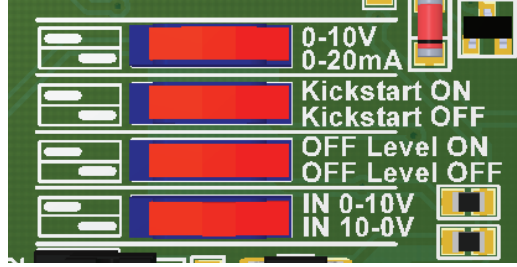 0-10V
0-20mA
Kickstart ON
Kickstart OFF
OFF Level ON
OFF Level OFF
IN 0-10V
IN 10-0V